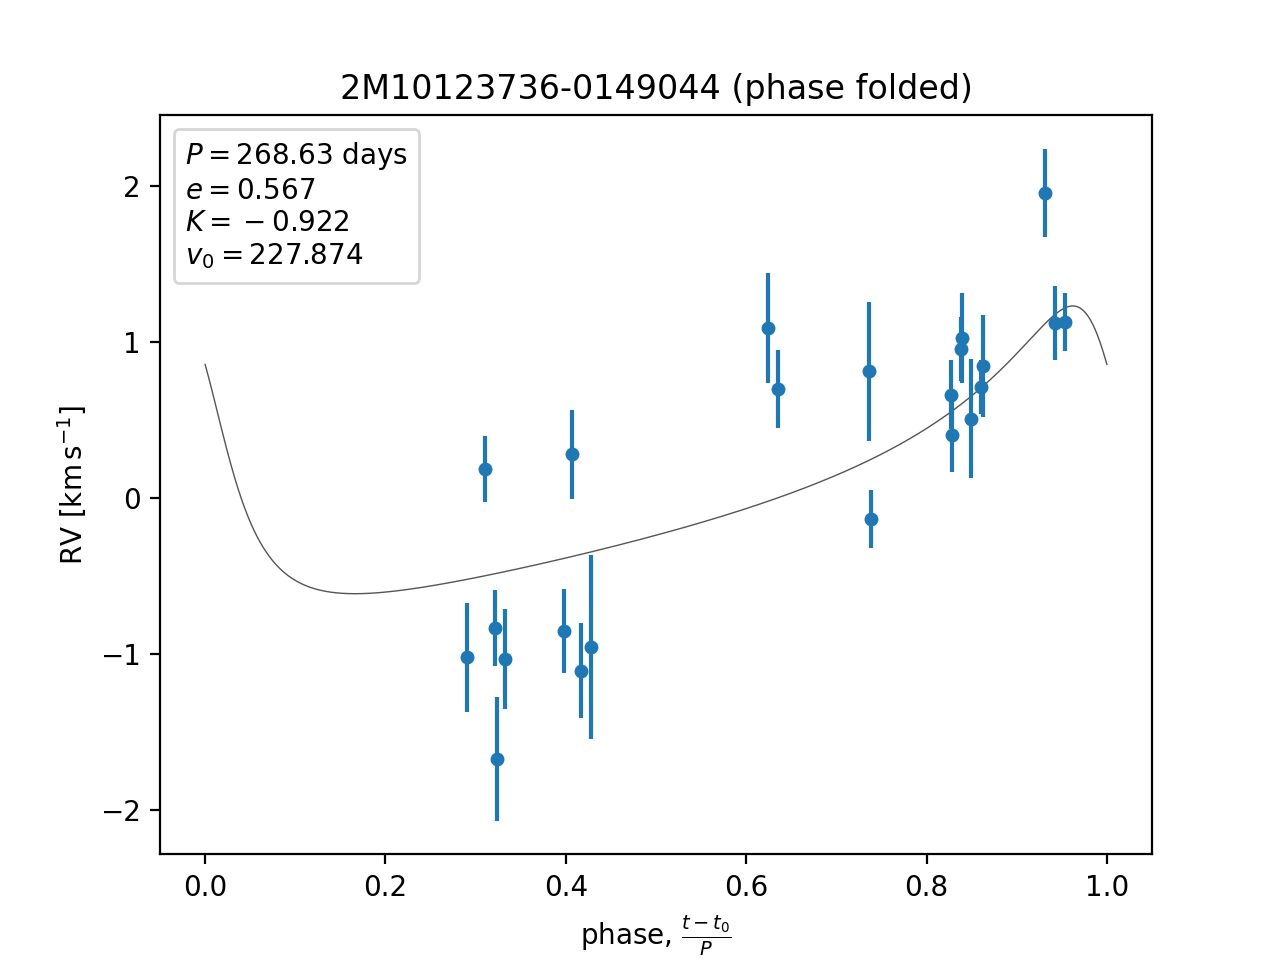 2M10123736-0149044 (phase folded)
P = 268.63 days
e = 0.567
K = −0.922
v₀ = 227.874
RV [km s⁻¹]
2
1
0
−1
−2
0.0 0.2 0.4 0.6 0.8 1.0
phase, (t − t₀)/P